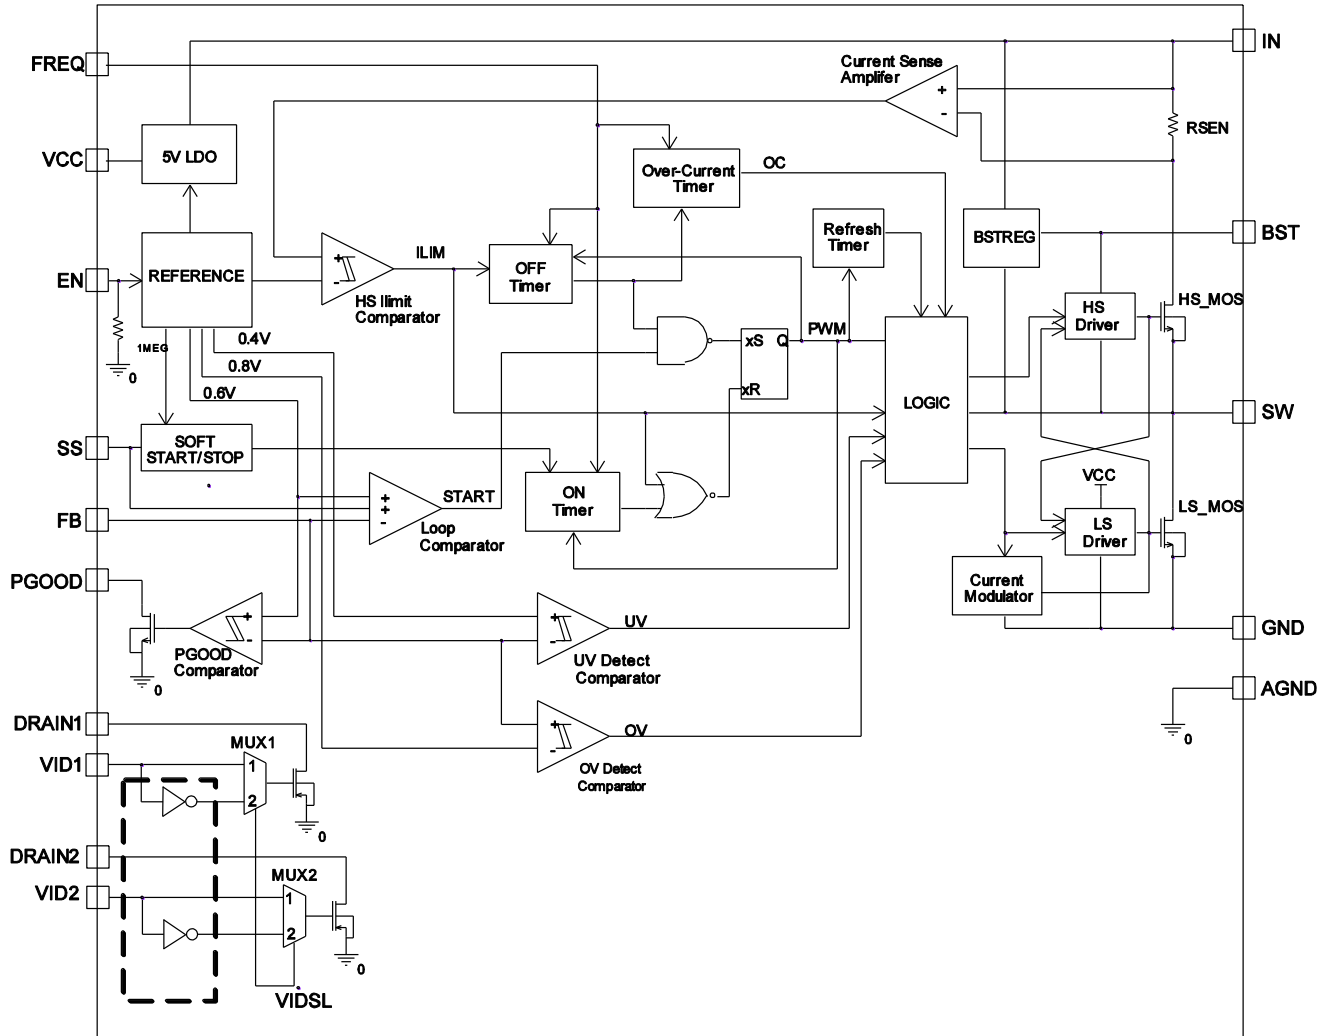 IN
FREQ
Current Sense
Amplifer
+
-
RSEN
VCC
5V LDO
Over-Current
Timer
OC
Refresh
Timer
BSTREG
BST
EN
REFERENCE
+
-
ILIM
HS Ilimit
Comparator
OFF
Timer
HS
Driver
HS_MOS
1MEG
0
0.4V
0.8V
0.6V
xS
Q
xR
PWM
LOGIC
SW
SS
SOFT
START/STOP
+
+
-
START
Loop
Comparator
ON
Timer
VCC
LS
Driver
LS_MOS
FB
PGOOD
0
+
-
PGOOD
Comparator
+
-
UV
UV Detect
Comparator
Current
Modulator
GND
AGND
0
+
-
OV
OV Detect
Comparator
DRAIN1
VID1
MUX1
1
2
0
DRAIN2
VID2
MUX2
1
2
0
VIDSL